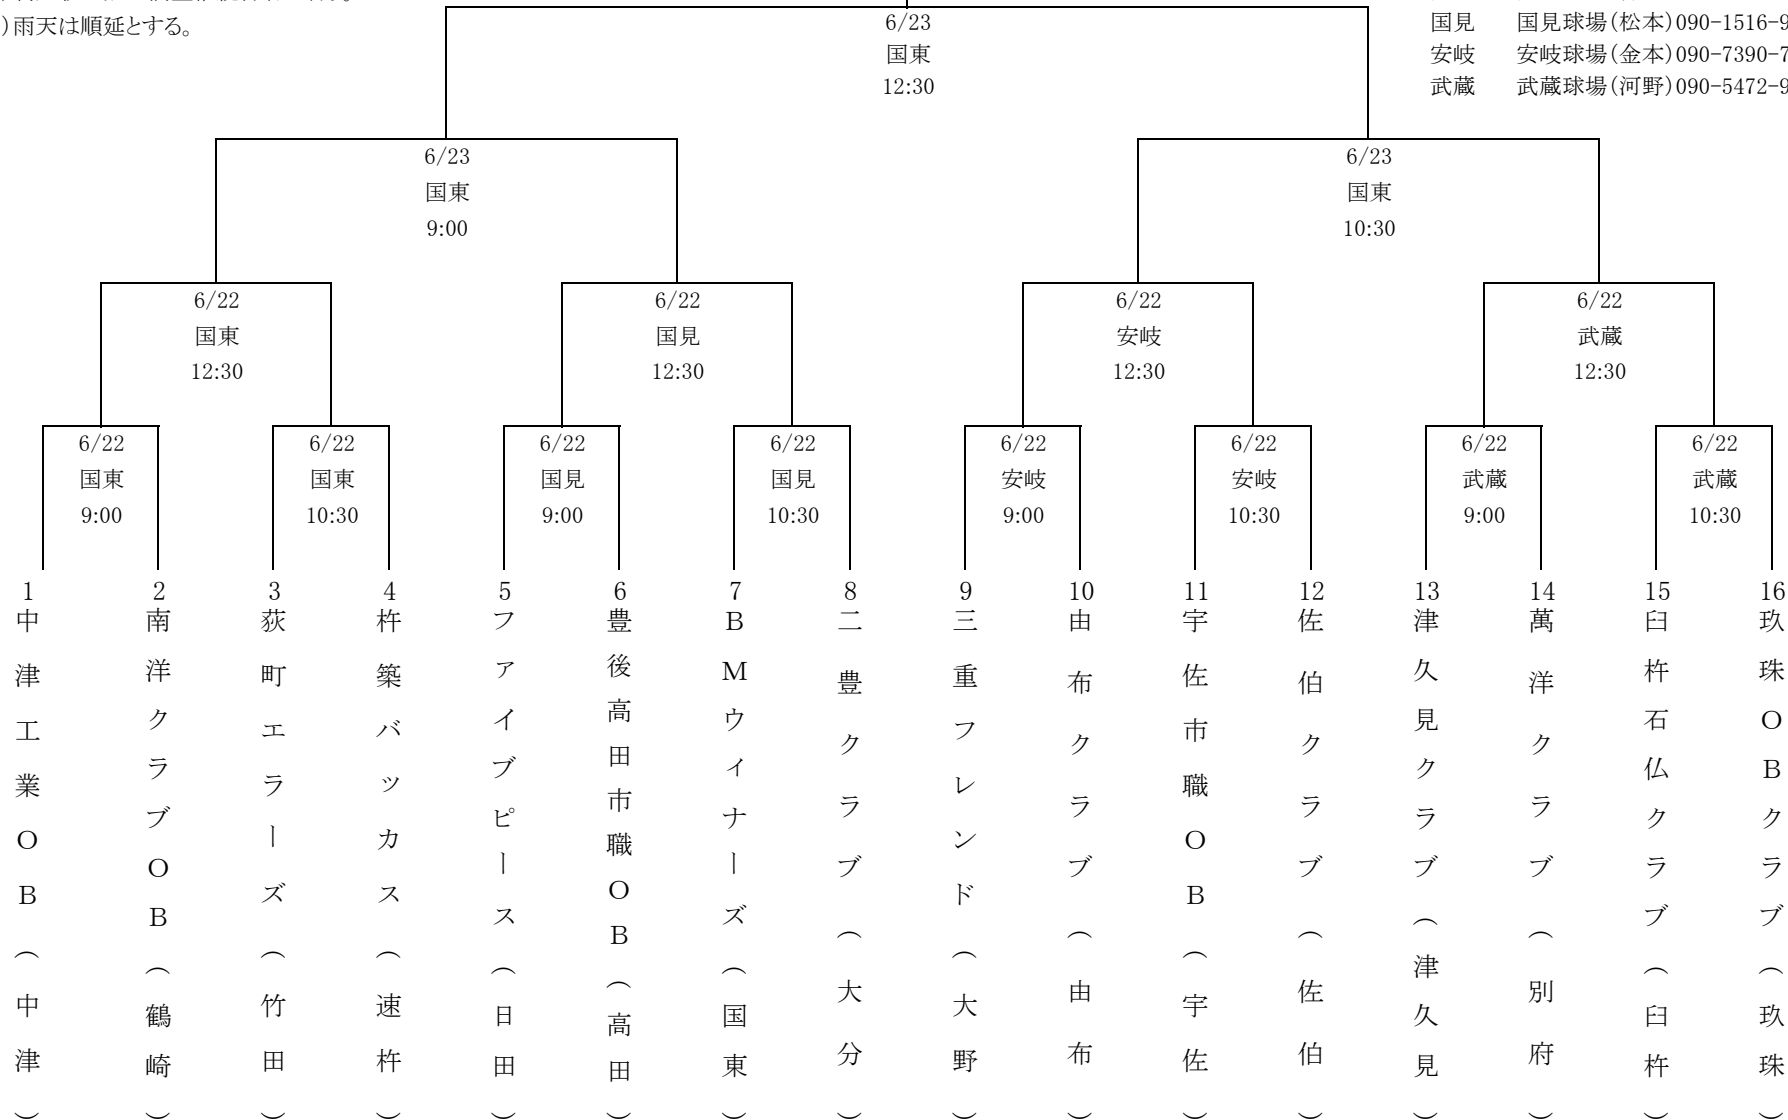 )雨天は順延とする。
国見 国見球場(松本)090-1516-9
安岐 安岐球場(金本)090-7390-7
武蔵 武蔵球場(河野)090-5472-9
6/23
国東
12:30
6/23
国東
9:00
6/23
国東
10:30
6/22
国東
12:30
6/22
国見
12:30
6/22
安岐
12:30
6/22
武蔵
12:30
6/22
国東
9:00
6/22
国東
10:30
6/22
国見
9:00
6/22
国見
10:30
6/22
安岐
9:00
6/22
安岐
10:30
6/22
武蔵
9:00
6/22
武蔵
10:30
1
中津工業OB(中津)
2
南洋クラブOB(鶴崎)
3
荻町エラーズ(竹田)
4
杵築バッカス(速杵)
5
ファイブピース(日田)
6
豊後高田市職OB(高田)
7
BMウィナーズ(国東)
8
二豊クラブ(大分)
9
三重フレンド(大野)
10
由布クラブ(由布)
11
宇佐市職OB(宇佐)
12
佐伯クラブ(佐伯)
13
津久見クラブ(津久見)
14
萬洋クラブ(別府)
15
臼杵石仏クラブ(臼杵)
16
玖珠OBクラブ(玖珠)